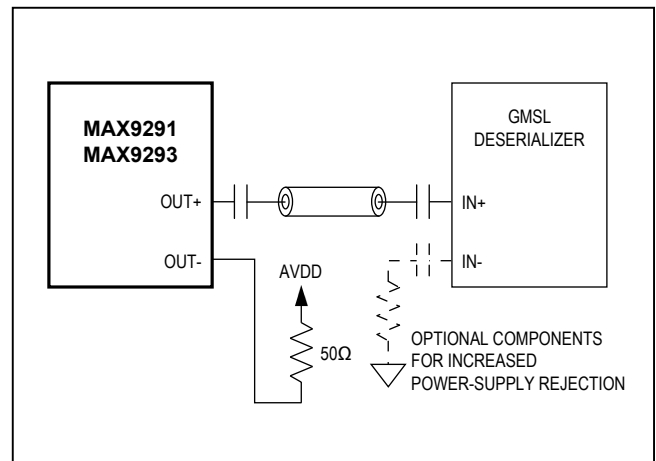 MAX9291
MAX9293
OUT+
OUT-
AVDD
50Ω
GMSL
DESERIALIZER
IN+
IN-
OPTIONAL COMPONENTS
FOR INCREASED
POWER-SUPPLY REJECTION